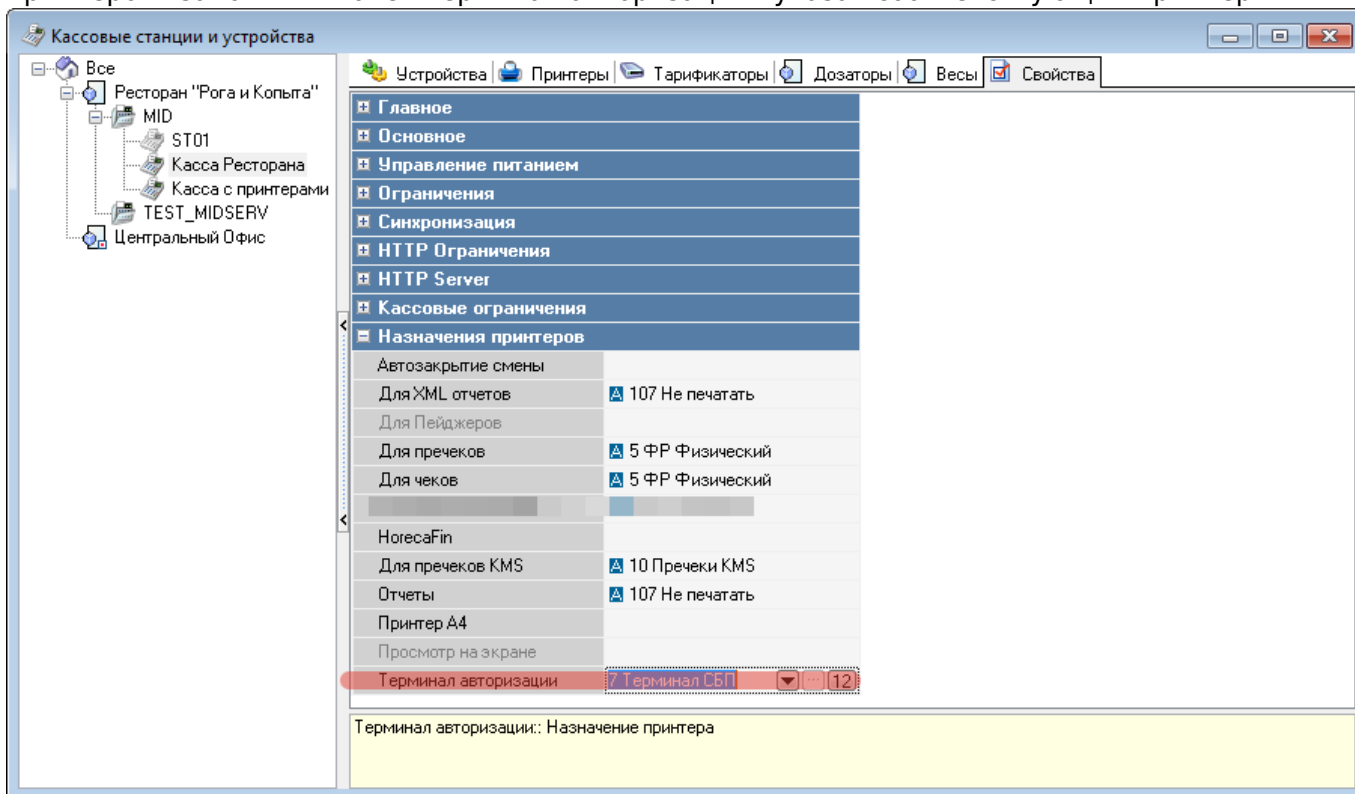 Кассовые станции и устройства
Все
Ресторан "Рога и Копыта"
MID
ST01
Касса Ресторана
Касса с принтерами
TEST_MIDSERV
Центральный Офис
Устройства Принтеры Тарификаторы Дозаторы Весы Свойства
Главное
Основное
Управление питанием
Ограничения
Синхронизация
HTTP Ограничения
HTTP Server
Кассовые ограничения
Назначения принтеров
Автозакрытие смены
Для XML отчетов A 107 Не печатать
Для Пейджеров
Для пречеков A 5 ФР Физический
Для чеков A 5 ФР Физический
HorecaFin
Для пречеков KMS A 10 Пречеки KMS
Отчеты A 107 Не печатать
Принтер A4
Просмотр на экране
Терминал авторизации 7 Терминал СБП ... 12
Терминал авторизации:: Назначение принтера